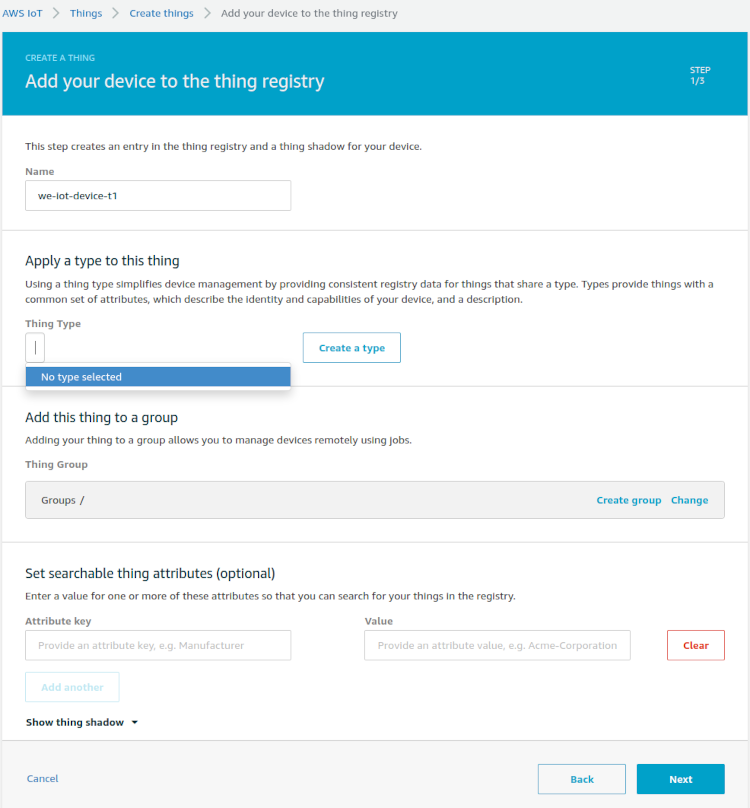 AWS IoT > Things > Create things > Add your device to the thing registry
CREATE A THING
Add your device to the thing registry
STEP
1/3
This step creates an entry in the thing registry and a thing shadow for your device.
Name
we-iot-device-t1
Apply a type to this thing
Using a thing type simplifies device management by providing consistent registry data for things that share a type. Types provide things with a
common set of attributes, which describe the identity and capabilities of your device, and a description.
Thing Type
Create a type
No type selected
Add this thing to a group
Adding your thing to a group allows you to manage devices remotely using jobs.
Thing Group
Groups / Create group Change
Set searchable thing attributes (optional)
Enter a value for one or more of these attributes so that you can search for your things in the registry.
Attribute key Value
Provide an attribute key, e.g. Manufacturer Provide an attribute value, e.g. Acme-Corporation Clear
Add another
Show thing shadow
Cancel Back Next